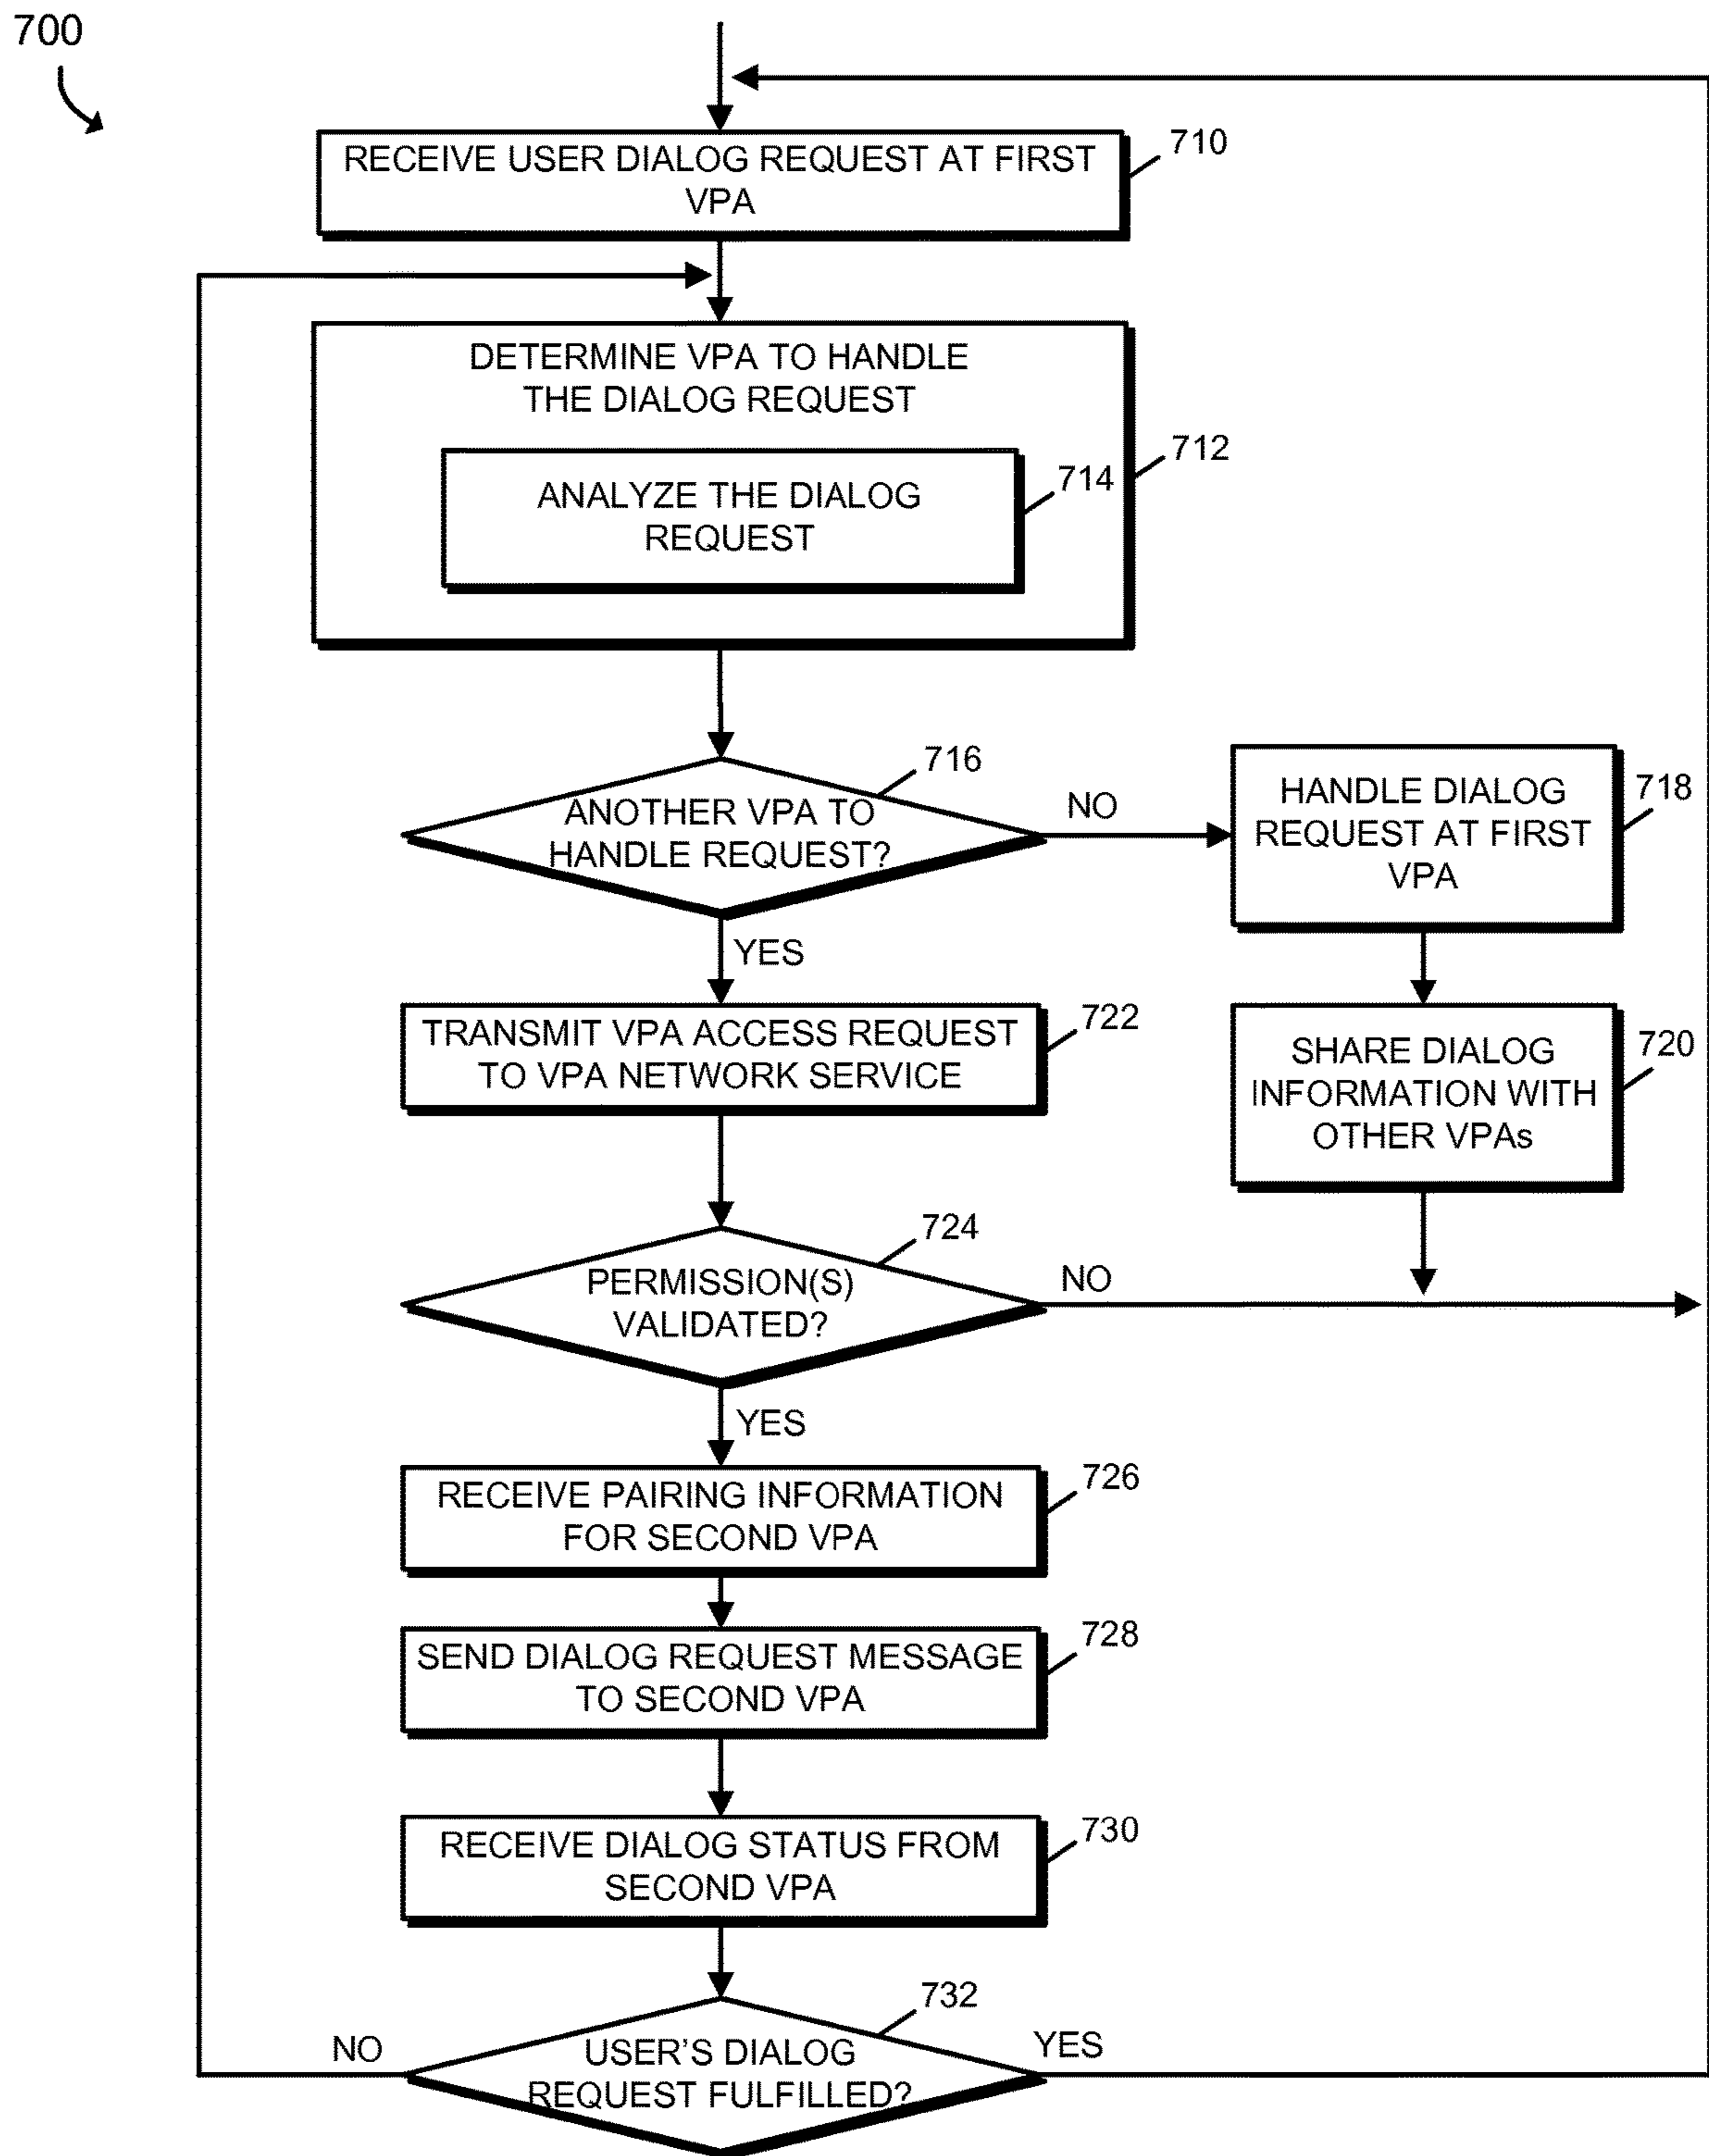 700
RECEIVE USER DIALOG REQUEST AT FIRST
VPA
710
DETERMINE VPA TO HANDLE
THE DIALOG REQUEST
712
ANALYZE THE DIALOG
REQUEST
714
ANOTHER VPA TO
HANDLE REQUEST?
716
NO
YES
HANDLE DIALOG
REQUEST AT FIRST
VPA
718
SHARE DIALOG
INFORMATION WITH
OTHER VPAs
720
TRANSMIT VPA ACCESS REQUEST
TO VPA NETWORK SERVICE
722
PERMISSION(S)
VALIDATED?
724
NO
YES
RECEIVE PAIRING INFORMATION
FOR SECOND VPA
726
SEND DIALOG REQUEST MESSAGE
TO SECOND VPA
728
RECEIVE DIALOG STATUS FROM
SECOND VPA
730
USER'S DIALOG
REQUEST FULFILLED?
732
NO
YES